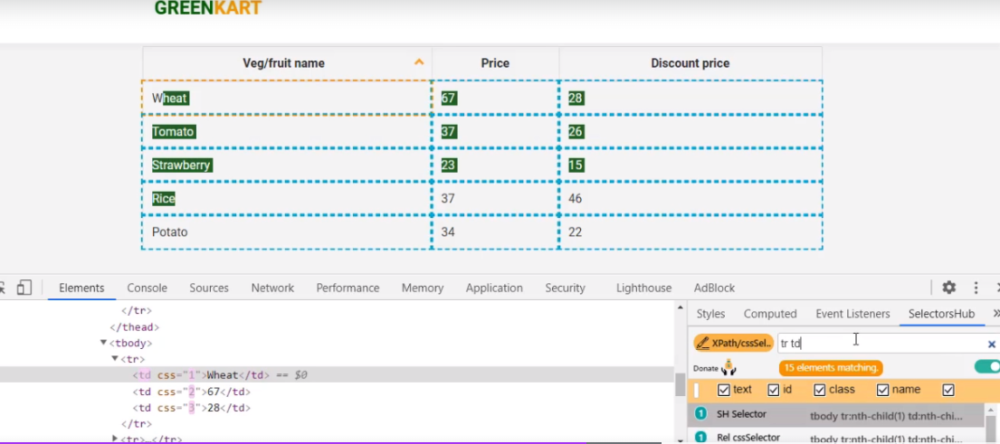 GREENKART
Veg/fruit name Price Discount price
Wheat 67 28
Tomato 37 26
Strawberry 23 15
Rice 37 46
Potato 34 22
Elements Console Sources Network Performance Memory Application Security Lighthouse AdBlock
</tr>
</thead>
▼<tbody>
▼<tr>
<td css="1">Wheat</td> == $0
<td css="2">67</td>
<td css="3">28</td>
</tr>
▶<tr>…</tr>
Styles Computed Event Listeners SelectorsHub »
XPath/cssSel.. tr td
Donate 15 elements matching.
text id class name
1 SH Selector tbody tr:nth-child(1) td:nth-chi...
1 Rel cssSelector tbody tr:nth-child(1) td:nth-chi...